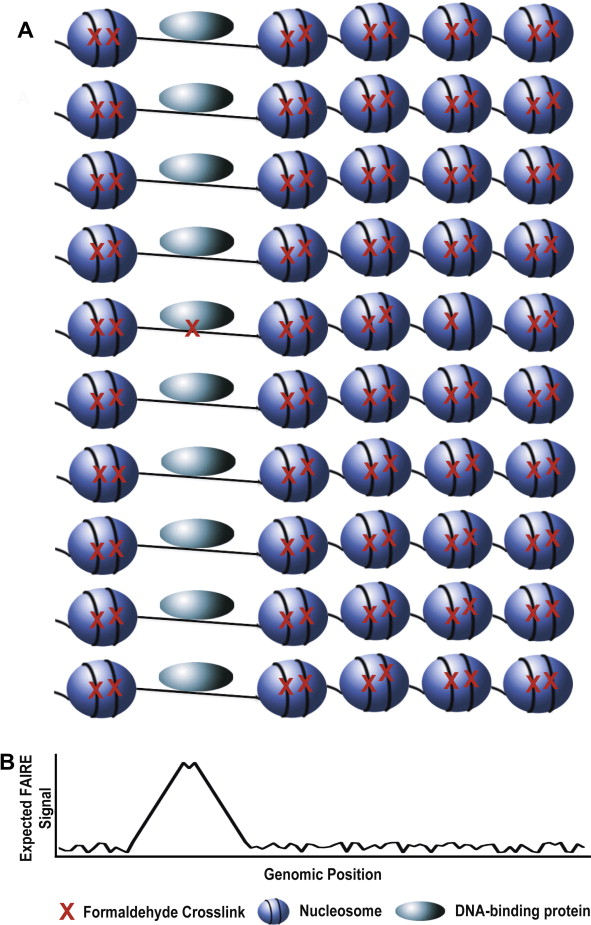 A
B
Expected FAIRE
Signal
Genomic Position
X Formaldehyde Crosslink
Nucleosome
DNA-binding protein